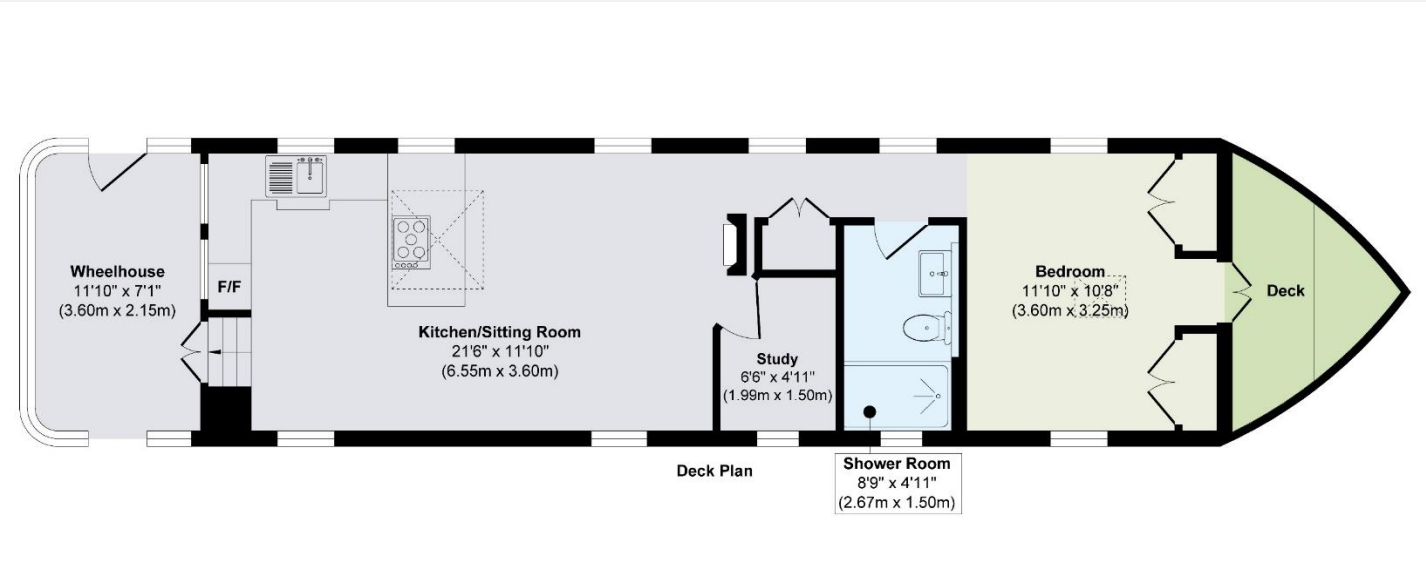 Wheelhouse
11'10" x 7'1"
(3.60m x 2.15m)
F/F
Kitchen/Sitting Room
21'6" x 11'10"
(6.55m x 3.60m)
Study
6'6" x 4'11"
(1.99m x 1.50m)
Bedroom
11'10" x 10'8"
(3.60m x 3.25m)
Deck
Deck Plan
Shower Room
8'9" x 4'11"
(2.67m x 1.50m)